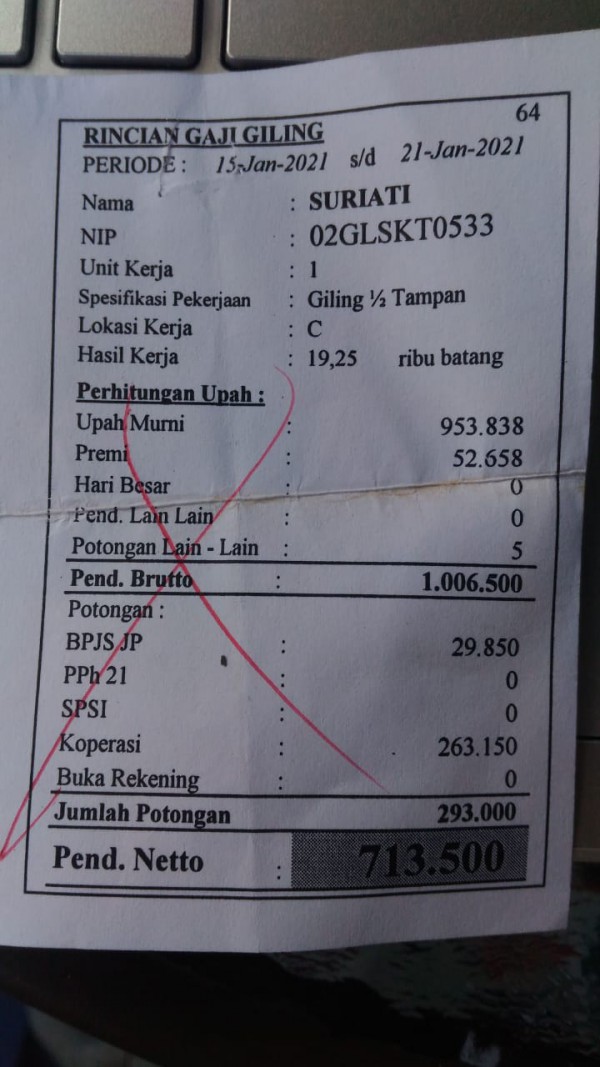 64
RINCIAN GAJI GILING
PERIODE : 15-Jan-2021 s/d 21-Jan-2021
Nama : SURIATI
NIP : 02GLSKT0533
Unit Kerja : 1
Spesifikasi Pekerjaan : Giling ½ Tampan
Lokasi Kerja : C
Hasil Kerja : 19,25 ribu batang
Perhitungan Upah :
Upah Murni : 953.838
Premi : 52.658
Hari Besar : 0
Pend. Lain Lain : 0
Potongan Lain - Lain : 5
Pend. Brutto : 1.006.500
Potongan :
BPJS JP : 29.850
PPh 21 : 0
SPSI : 0
Koperasi : 263.150
Buka Rekening : 0
Jumlah Potongan 293.000
Pend. Netto : 713.500